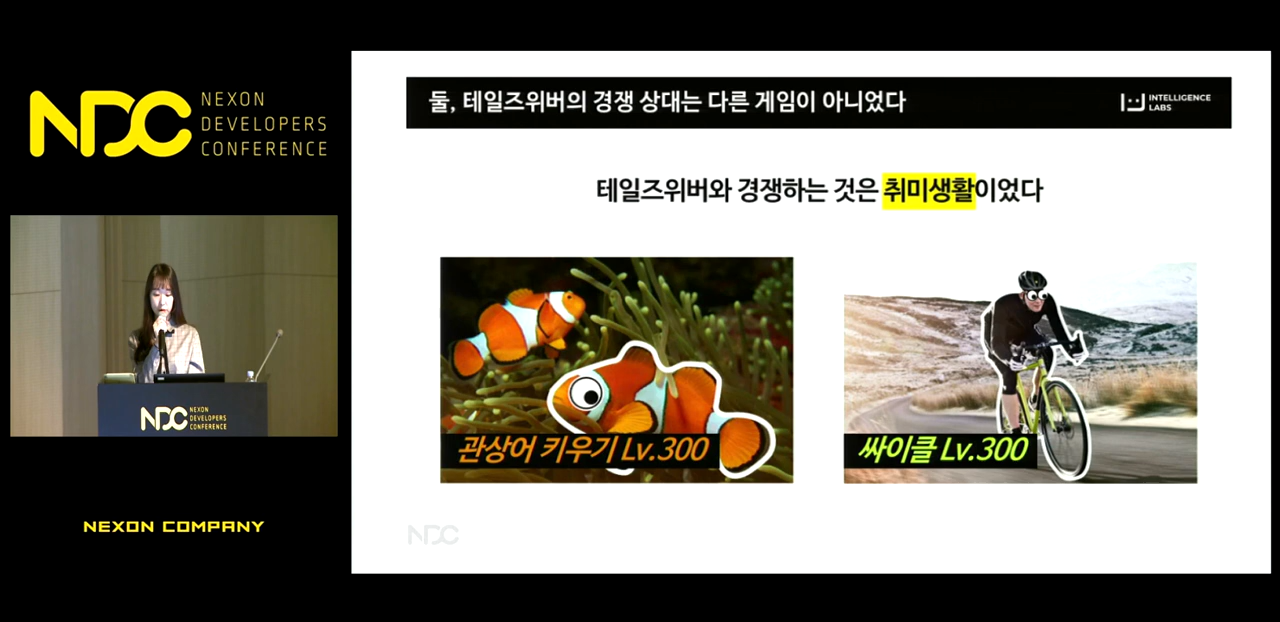 NDC
NEXON
DEVELOPERS
CONFERENCE
둘, 테일즈위버의 경쟁 상대는 다른 게임이 아니었다
INTELLIGENCE
LABS
테일즈위버와 경쟁하는 것은 취미생활이었다
관상어 키우기 Lv.300
싸이클 Lv.300
NDC
NEXON
DEVELOPERS
CONFERENCE
NEXON COMPANY
NDC